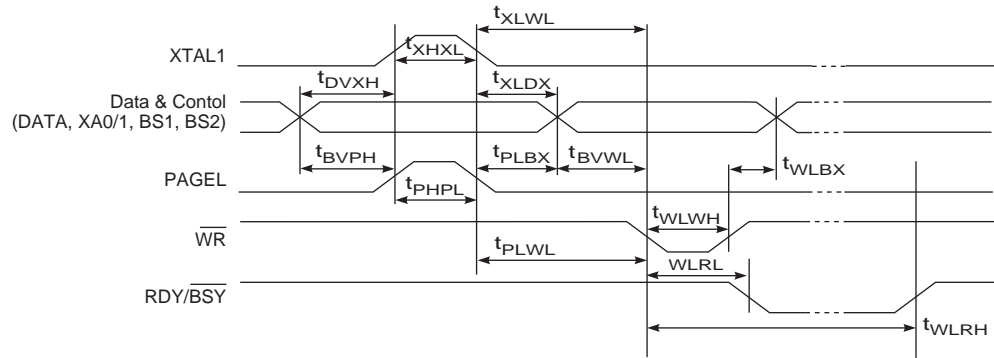 tXLWL
XTAL1
tXHXL
tDVXH
tXLDX
Data & Contol
(DATA, XA0/1, BS1, BS2)
tBVPH
tPLBX
tBVWL
tWLBX
PAGEL
tPHPL
WR
tWLWH
tPLWL
WLRL
RDY/BSY
tWLRH